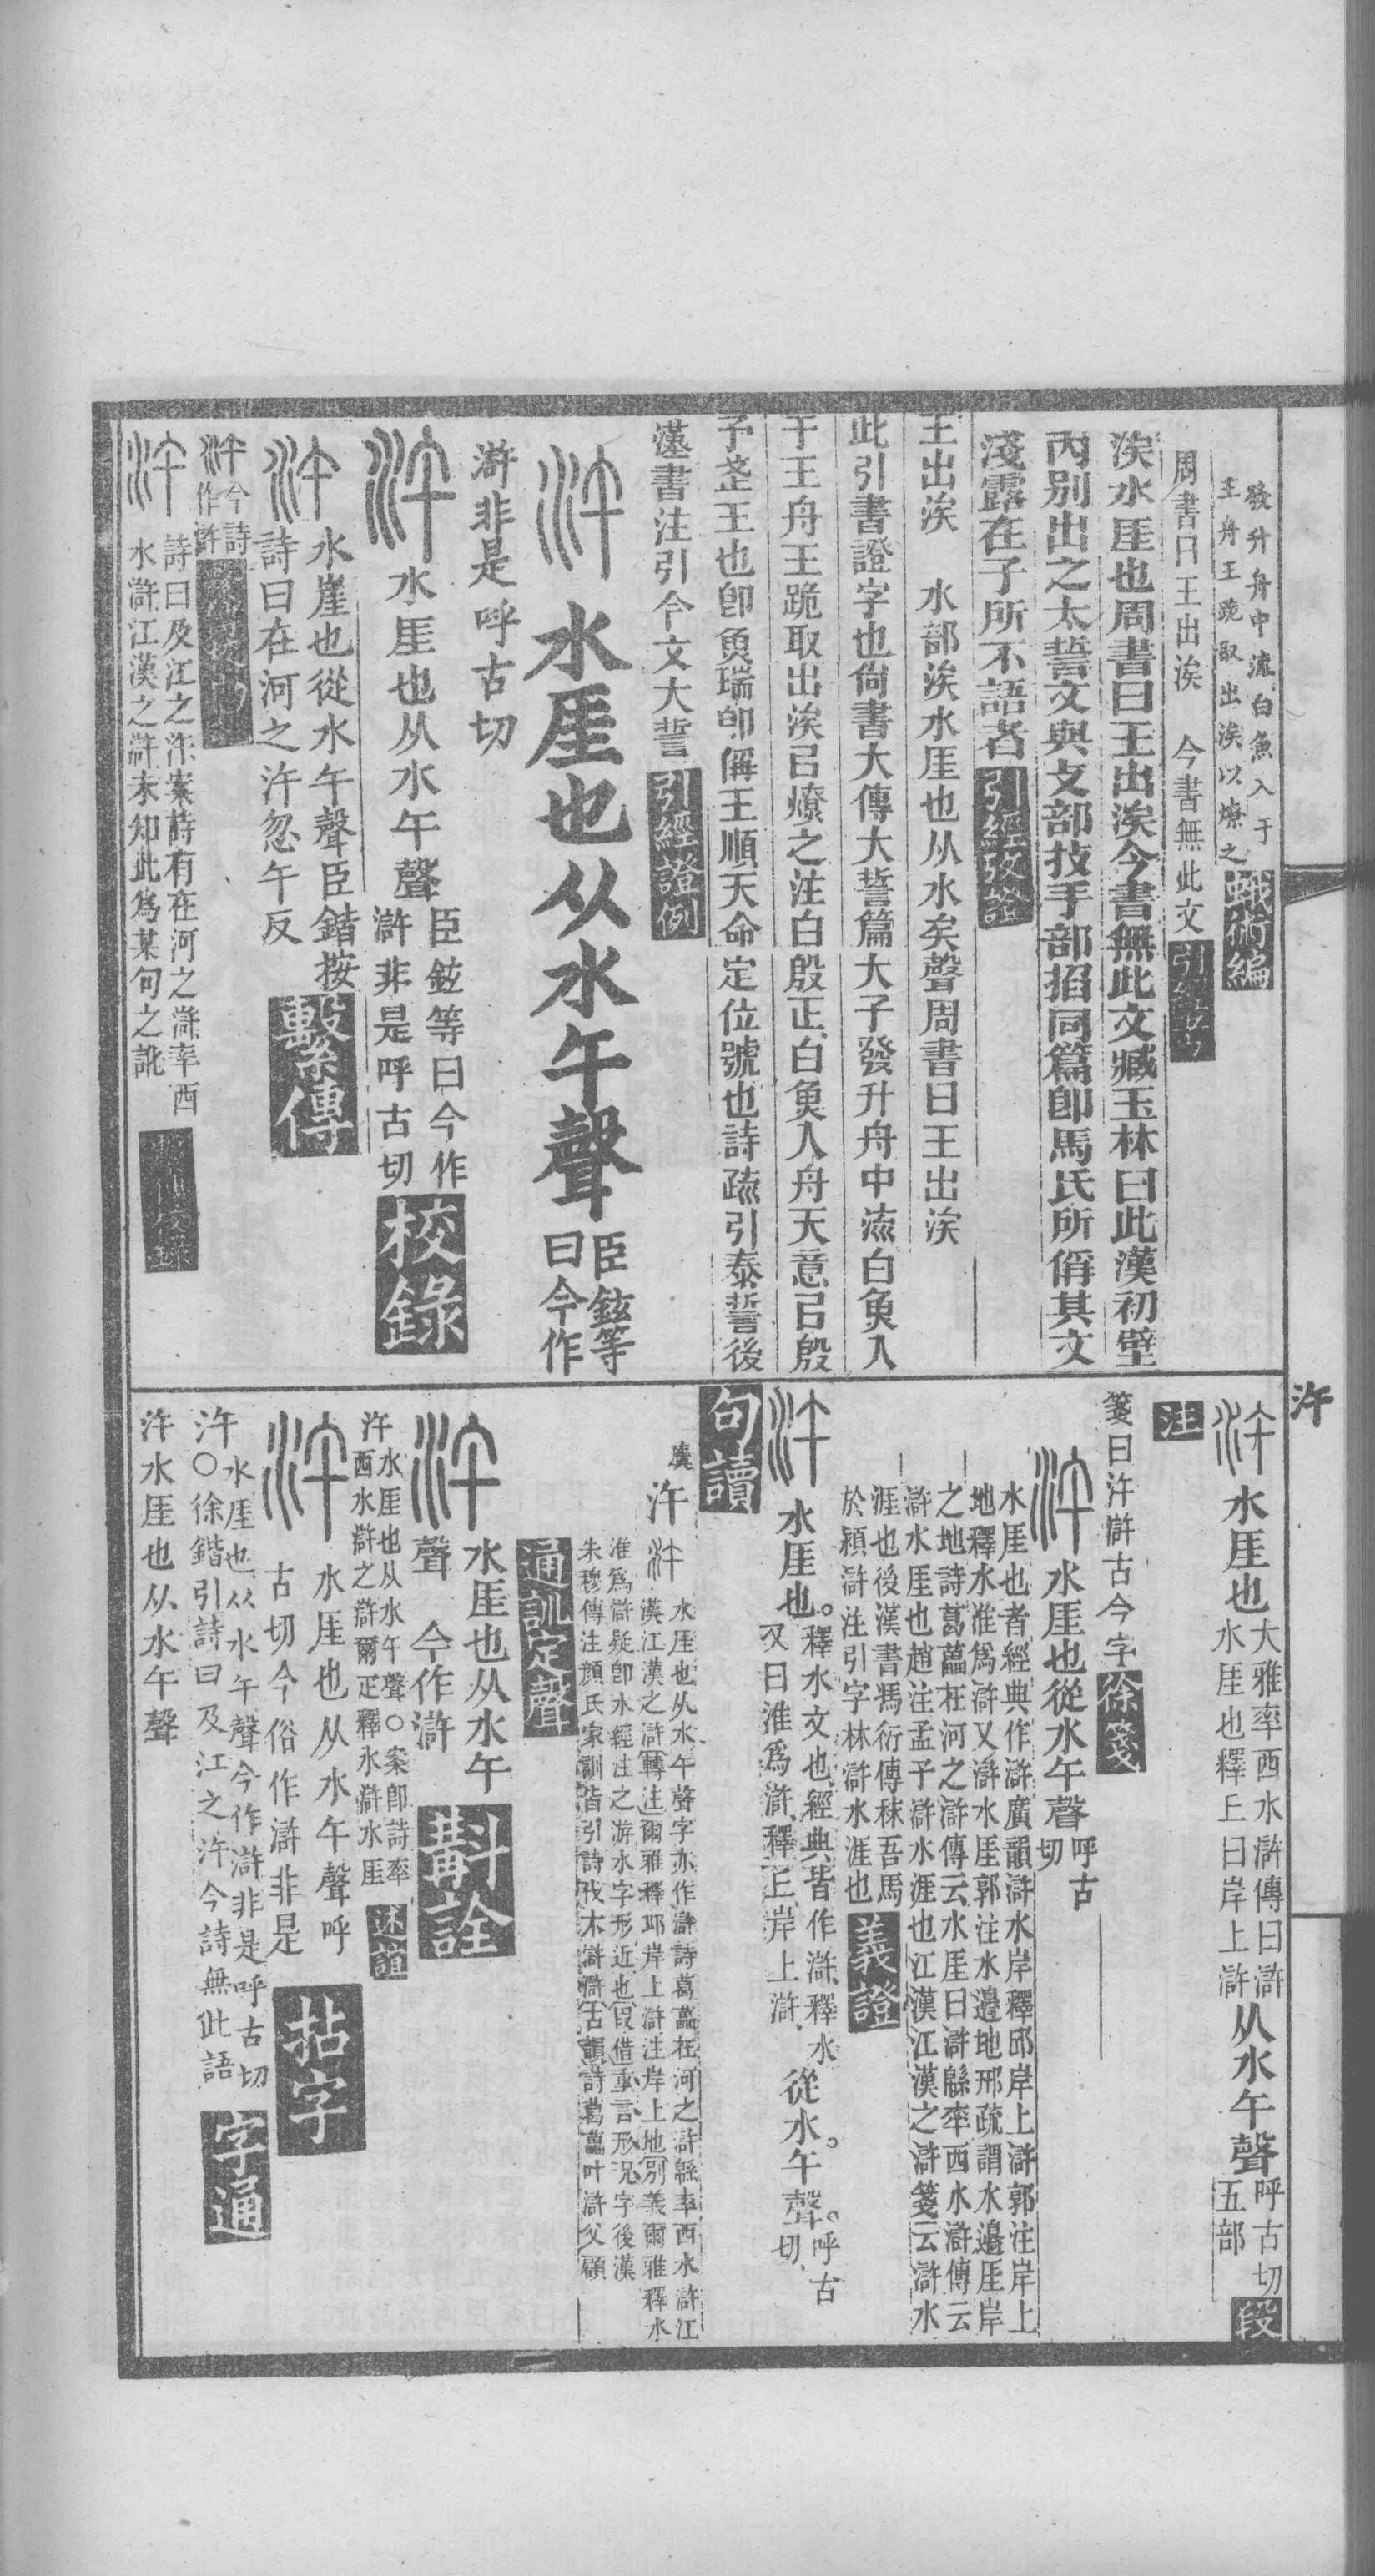 發升舟中流白魚入于
王舟王跪取出涘以燎之
蛾術編
周書曰王出涘　今書無此文
涘水厓也周書曰王出涘今書無此文臧玉林曰此漢初壁
内别出之太誓文與攴部技手部搯同篇卽馬氏所偁其文
淺露在子所不語者
引經攷證
王出涘　水部涘水厓也从水矣聲周書曰王出涘
此引書證字也尙書大傳大誓篇大子發升舟中㳅白魚入
于王舟王跪取出涘㠯燎之注白殷正白魚入舟天意㠯殷
予𦰩王也卽魚瑞卽偁王順天命定位號也詩疏引泰誓後
漢書注引今文大誓
引經證例
汻
水厓也从水午聲
臣鉉等
曰今作
滸非是呼古切
汻
水厓也从水午聲
臣鉉等曰今作
滸非是呼古切
校錄
汻
水崖也從水午聲臣鍇按
詩曰在河之汻忽午反
繫傳
汻今詩
作滸
汻
詩曰及江之汻案詩有在河之滸率西
水滸江漢之滸未知此爲某句之訛
繫傳校錄
汻
汻
水厓也
大雅率西水滸傳曰滸
水厓也釋丘曰岸上滸
从水午聲
呼古切
五部
段
注
箋曰汻滸古今字
徐箋
汻
水厓也從水午聲
呼古
切
水厓也者經典作滸廣韻滸水岸釋邱岸上滸郭注岸上
地釋水淮爲滸又滸水厓郭注水邊地邢疏謂水邊厓岸
之地詩葛藟在河之滸傳云水厓曰滸緜率西水滸傳云
滸水厓也趙注孟子滸水涯也江漢江漢之滸箋云滸水
涯也後漢書馮衍傳秣吾馬
於潁滸注引字林滸水涯也
義證
汻
水厓也。
釋水文也經典皆作滸釋水
又曰淮爲滸釋丘岸上滸
從水。午聲。
呼古
切
句讀
汻
汻
水厓也从水午聲字亦作滸詩葛藟在河之滸緜率西水滸江
漢江漢之滸轉注爾雅釋邱岸上滸注岸上地别義爾雅釋水
淮爲滸疑卽水經注之游水字形近也叚借重言形況字後漢
朱穆傳注顔氏家訓皆引詩伐木滸滸古韻詩葛藟叶滸父顧
通訓定聲
汻
水厓也从水午
聲　今作滸
斠詮
汻
水厓也从水午聲○案卽詩率
西水滸之滸爾疋釋水滸水厓
述誼
汻
水厓也从水午聲呼
古切今俗作滸非是
拈字
汻
水厓也从水午聲今作滸非是呼古切
○徐鍇引詩曰及江之汻今詩無此語
字通
汻水厓也从水午聲